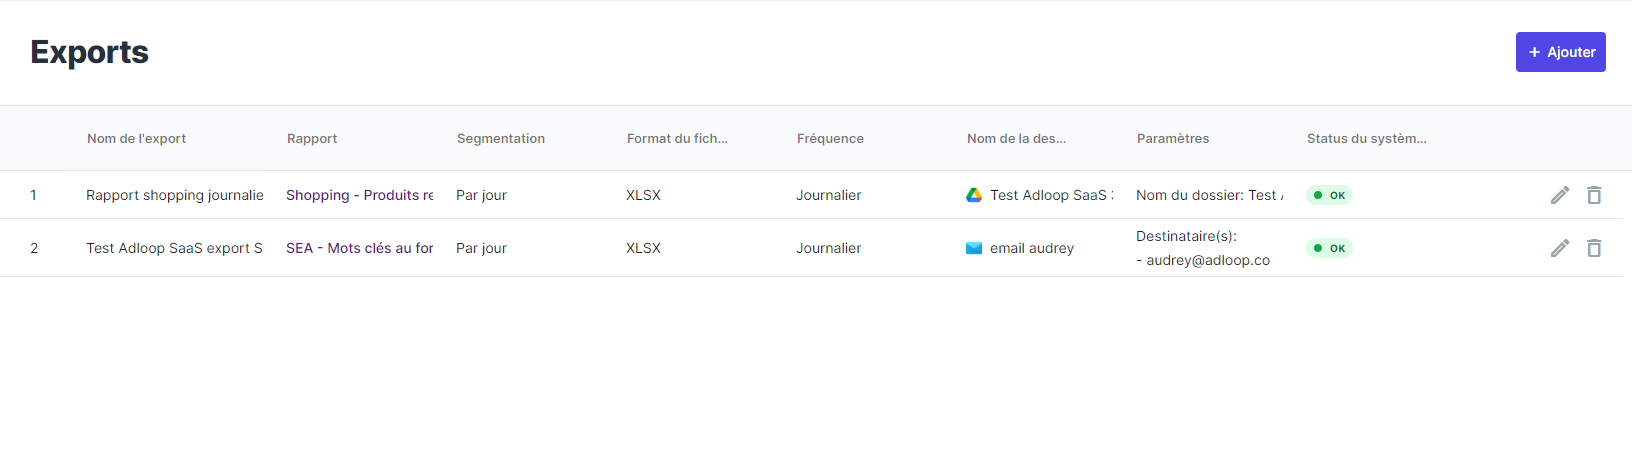 Exports
+ Ajouter
Nom de l'export Rapport Segmentation Format du fich... Fréquence Nom de la des... Paramètres Status du systèm...
1 Rapport shopping journalie Shopping - Produits re Par jour XLSX Journalier Test Adloop SaaS Nom du dossier: Test OK
2 Test Adloop SaaS export S SEA - Mots clés au for Par jour XLSX Journalier email audrey Destinataire(s):
- audrey@adloop.co OK